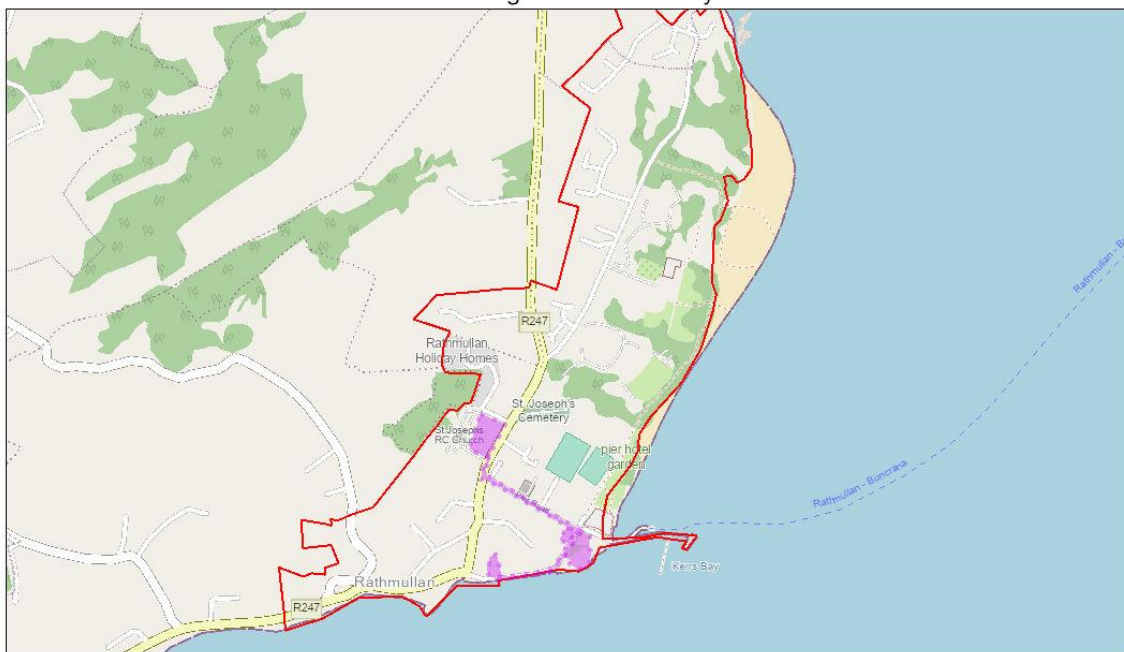 R247
Rathmullan
Holiday Homes
St. Joseph's
Cemetery
St Josephs
RC Church
pier hotel
garden
Rathmullan - Buncrana
Rathmullan
Kerrs Bay
R247